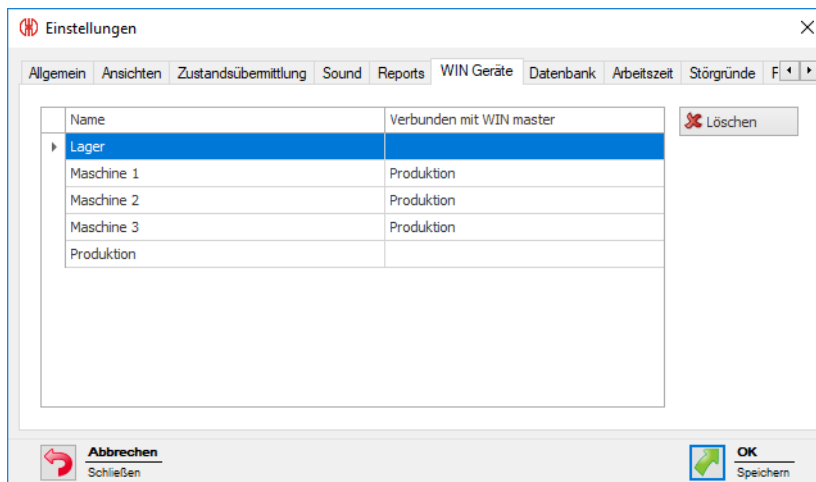 Einstellungen
Allgemein Ansichten Zustandsübermittlung Sound Reports WIN Geräte Datenbank Arbeitszeit Störgründe F
Name Verbunden mit WIN master
Löschen
Lager
Maschine 1 Produktion
Maschine 2 Produktion
Maschine 3 Produktion
Produktion
Abbrechen
Schließen
OK
Speichern